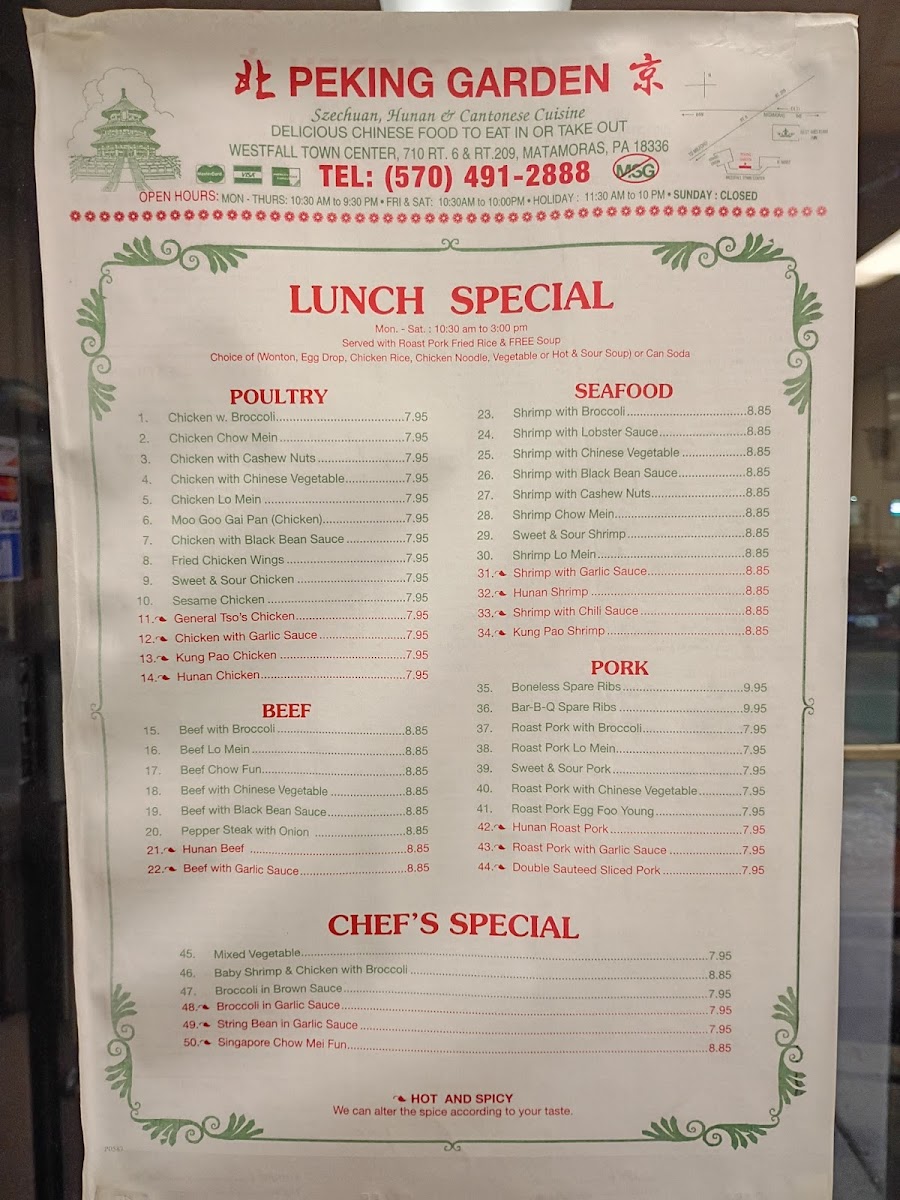 北 PEKING GARDEN 京
Szechuan, Hunan & Cantonese Cuisine
DELICIOUS CHINESE FOOD TO EAT IN OR TAKE OUT
WESTFALL TOWN CENTER, 710 RT. 6 & RT.209, MATAMORAS, PA 18336
VISA
TEL: (570) 491-2888
MSG
OPEN HOURS: MON - THURS: 10:30 AM to 9:30 PM • FRI & SAT: 10:30AM to 10:00PM • HOLIDAY : 11:30 AM to 10 PM • SUNDAY : CLOSED
LUNCH SPECIAL
Mon. - Sat. : 10:30 am to 3:00 pm
Served with Roast Pork Fried Rice & FREE Soup
Choice of (Wonton, Egg Drop, Chicken Rice, Chicken Noodle, Vegetable or Hot & Sour Soup) or Can Soda
POULTRY
1. Chicken w. Broccoli 7.95
2. Chicken Chow Mein 7.95
3. Chicken with Cashew Nuts 7.95
4. Chicken with Chinese Vegetable 7.95
5. Chicken Lo Mein 7.95
6. Moo Goo Gai Pan (Chicken) 7.95
7. Chicken with Black Bean Sauce 7.95
8. Fried Chicken Wings 7.95
9. Sweet & Sour Chicken 7.95
10. Sesame Chicken 7.95
11. General Tso's Chicken 7.95
12. Chicken with Garlic Sauce 7.95
13. Kung Pao Chicken 7.95
14. Hunan Chicken 7.95
BEEF
15. Beef with Broccoli 8.85
16. Beef Lo Mein 8.85
17. Beef Chow Fun 8.85
18. Beef with Chinese Vegetable 8.85
19. Beef with Black Bean Sauce 8.85
20. Pepper Steak with Onion 8.85
21. Hunan Beef 8.85
22. Beef with Garlic Sauce 8.85
SEAFOOD
23. Shrimp with Broccoli 8.85
24. Shrimp with Lobster Sauce 8.85
25. Shrimp with Chinese Vegetable 8.85
26. Shrimp with Black Bean Sauce 8.85
27. Shrimp with Cashew Nuts 8.85
28. Shrimp Chow Mein 8.85
29. Sweet & Sour Shrimp 8.85
30. Shrimp Lo Mein 8.85
31. Shrimp with Garlic Sauce 8.85
32. Hunan Shrimp 8.85
33. Shrimp with Chili Sauce 8.85
34. Kung Pao Shrimp 8.85
PORK
35. Boneless Spare Ribs 9.95
36. Bar-B-Q Spare Ribs 9.95
37. Roast Pork with Broccoli 7.95
38. Roast Pork Lo Mein 7.95
39. Sweet & Sour Pork 7.95
40. Roast Pork with Chinese Vegetable 7.95
41. Roast Pork Egg Foo Young 7.95
42. Hunan Roast Pork 7.95
43. Roast Pork with Garlic Sauce 7.95
44. Double Sauteed Sliced Pork 7.95
CHEF'S SPECIAL
45. Mixed Vegetable 7.95
46. Baby Shrimp & Chicken with Broccoli 8.85
47. Broccoli in Brown Sauce 7.95
48. Broccoli in Garlic Sauce 7.95
49. String Bean in Garlic Sauce 7.95
50. Singapore Chow Mei Fun 8.85
HOT AND SPICY
We can alter the spice according to your taste.
VISA